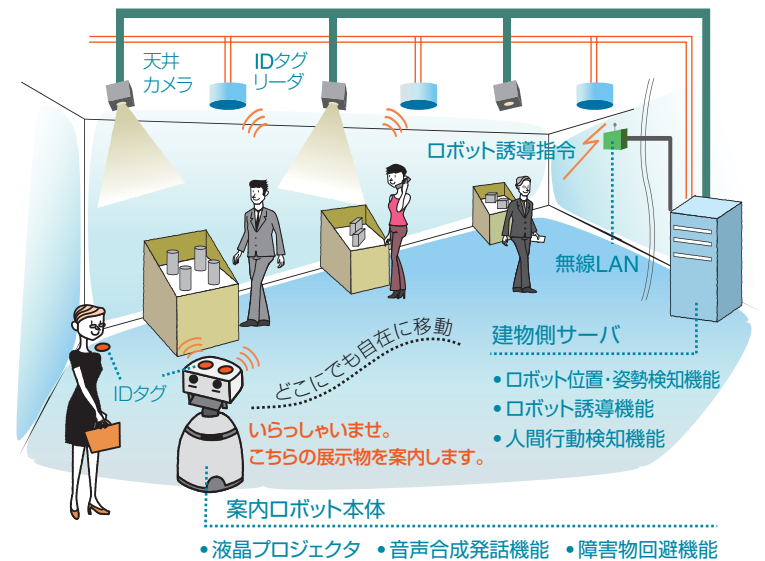 天井
カメラ
IDタグ
リーダ
ロボット誘導指令
無線LAN
建物側サーバ
•ロボット位置・姿勢検知機能
•ロボット誘導機能
•人間行動検知機能
どこにでも自在に移動
IDタグ
いらっしゃいませ。
こちらの展示物を案内します。
案内ロボット本体
•液晶プロジェクタ •音声合成発話機能 •障害物回避機能